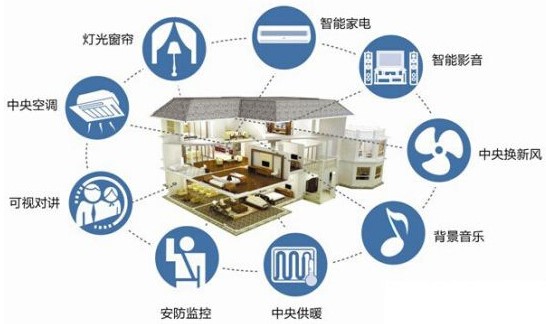 智能家电
灯光窗帘
智能影音
中央空调
中央换新风
可视对讲
背景音乐
安防监控
中央供暖